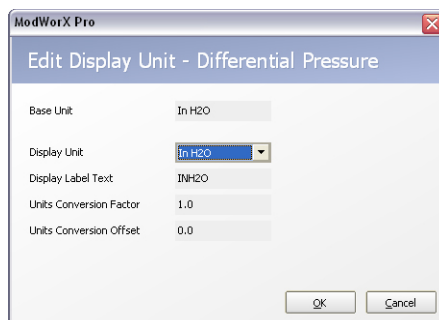 ModWorX Pro
Edit Display Unit - Differential Pressure
Base Unit In H2O
Display Unit In H2O
Display Label Text INH2O
Units Conversion Factor 1.0
Units Conversion Offset 0.0
OK Cancel